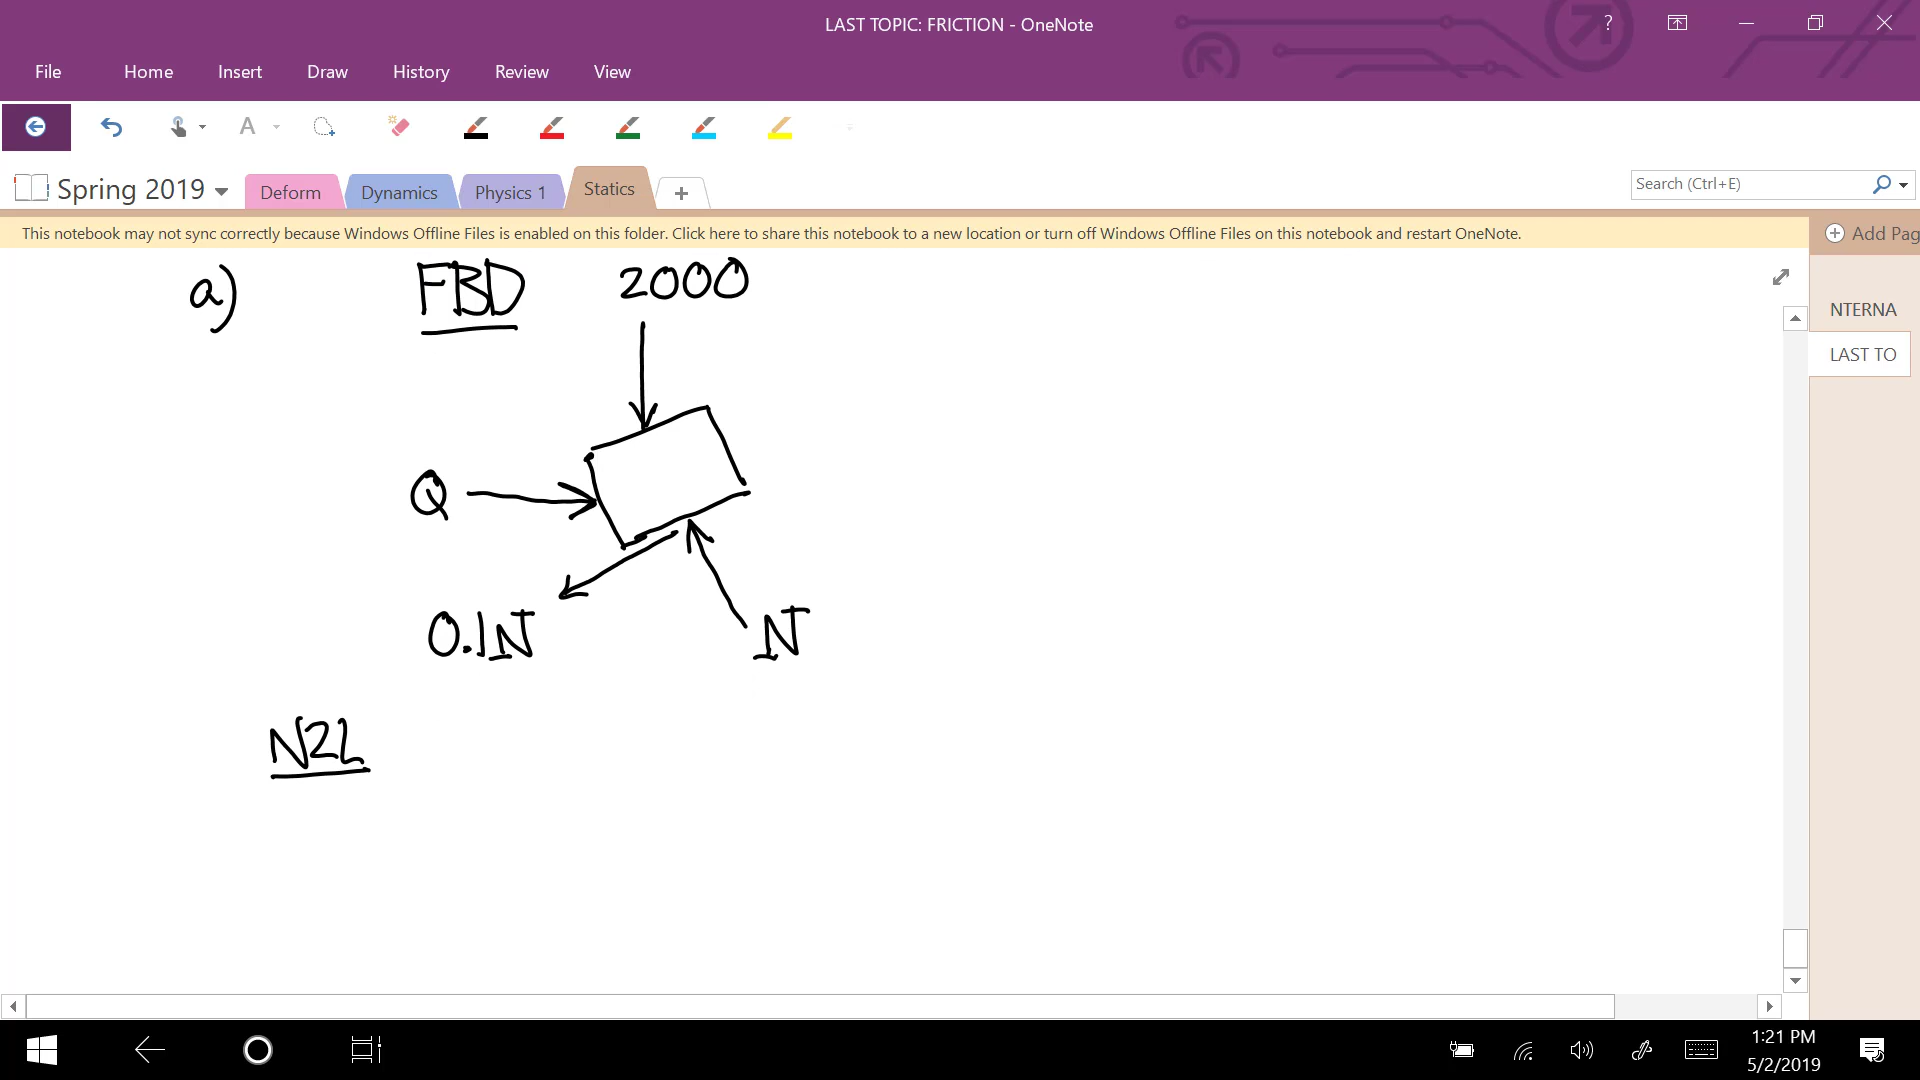 LAST TOPIC: FRICTION - OneNote
?
File Home Insert Draw History Review View
A
Spring 2019 Deform Dynamics Physics 1 Statics +
Search (Ctrl+E)
This notebook may not sync correctly because Windows Offline Files is enabled on this folder. Click here to share this notebook to a new location or turn off Windows Offline Files on this notebook and restart OneNote.
Add Pag
NTERNA
LAST TO
a) FBD 2000
Q
0.1N N
N2L
1:21 PM
5/2/2019